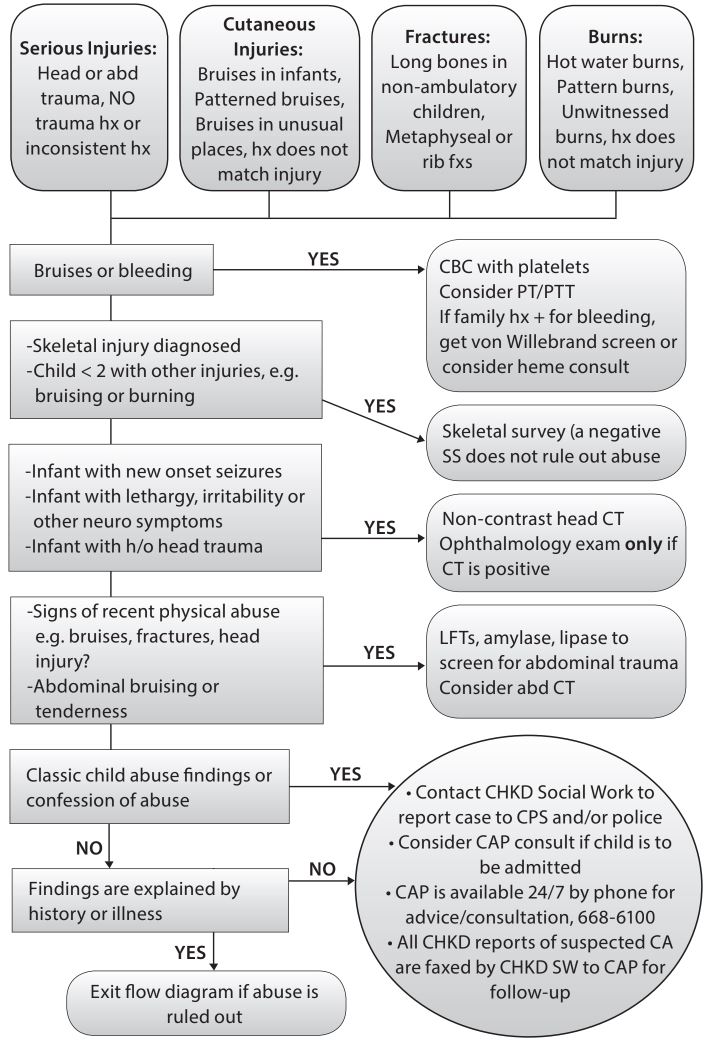 Serious Injuries:
Head or abd
trauma, NO
trauma hx or
inconsistent hx
Cutaneous
Injuries:
Bruises in infants,
Patterned bruises,
Bruises in unusual
places, hx does not
match injury
Fractures:
Long bones in
non-ambulatory
children,
Metaphyseal or
rib fxs
Burns:
Hot water burns,
Pattern burns,
Unwitnessed
burns, hx does
not match injury
Bruises or bleeding
YES
CBC with platelets
Consider PT/PTT
If family hx + for bleeding,
get von Willebrand screen or
consider heme consult
-Skeletal injury diagnosed
-Child < 2 with other injuries, e.g.
bruising or burning
YES
Skeletal survey (a negative
SS does not rule out abuse
-Infant with new onset seizures
-Infant with lethargy, irritability or
other neuro symptoms
-Infant with h/o head trauma
YES
Non-contrast head CT
Ophthalmology exam only if
CT is positive
-Signs of recent physical abuse
e.g. bruises, fractures, head
injury?
-Abdominal bruising or
tenderness
YES
LFTs, amylase, lipase to
screen for abdominal trauma
Consider abd CT
Classic child abuse findings or
confession of abuse
YES
• Contact CHKD Social Work to
report case to CPS and/or police
• Consider CAP consult if child is to
be admitted
• CAP is available 24/7 by phone for
advice/consultation, 668-6100
• All CHKD reports of suspected CA
are faxed by CHKD SW to CAP for
follow-up
NO
Findings are explained by
history or illness
NO
YES
Exit flow diagram if abuse is
ruled out